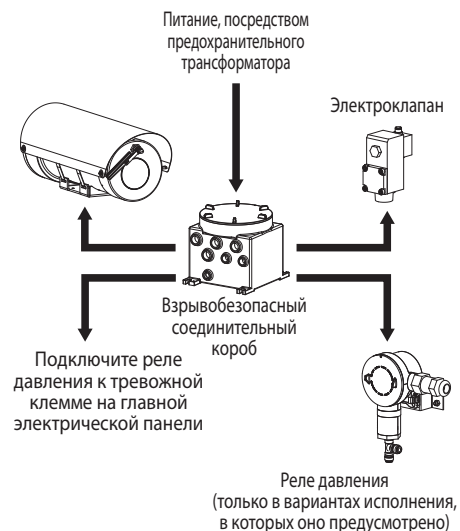 Питание, посредством
предохранительного
трансформатора
Электроклапан
Взрывобезопасный
соединительный
короб
Подключите реле
давления к тревожной
клемме на главной
электрической панели
Реле давления
(только в вариантах исполнения,
в которых оно предусмотрено)